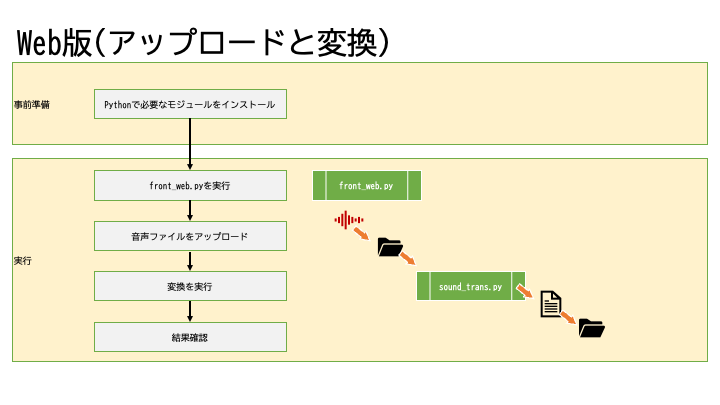 Web版(アップロードと変換)
事前準備
Pythonで必要なモジュールをインストール
実行
front_web.pyを実行
front_web.py
音声ファイルをアップロード
変換を実行
sound_trans.py
結果確認